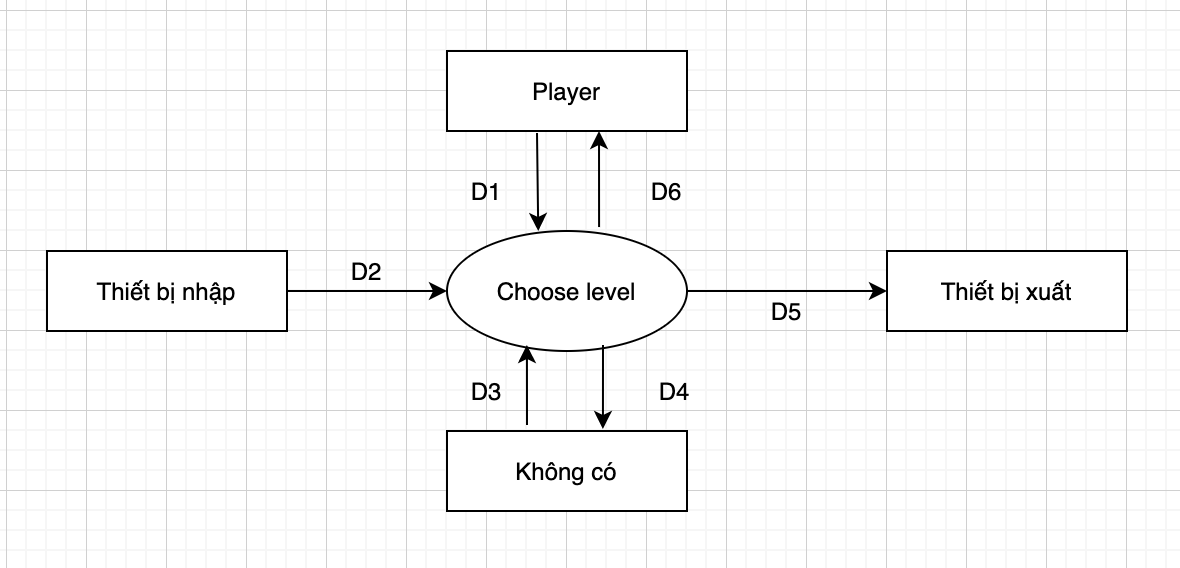 Player
D1
D6
D2
Thiết bị nhập
Choose level
Thiết bị xuất
D5
D3
D4
Không có